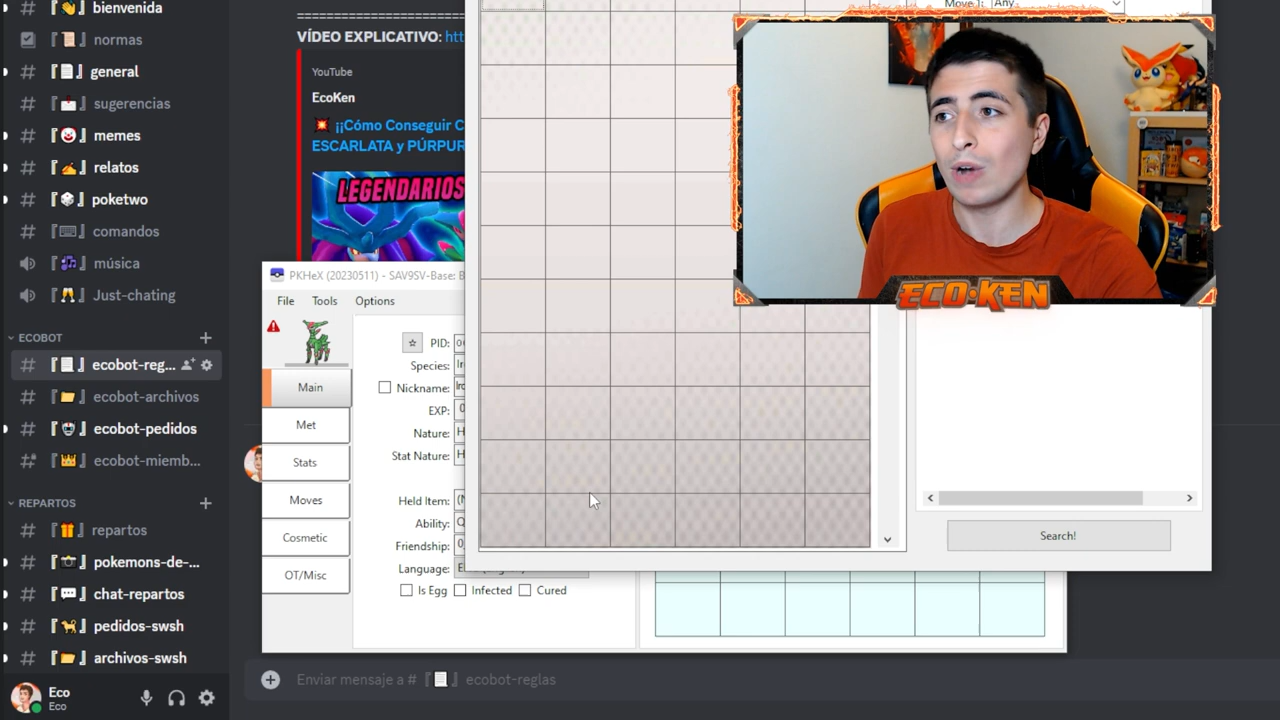 bienvenida
normas
general
sugerencias
memes
relatos
poketwo
comandos
música
Just-chating
ECOBOT
ecobot-reg...
ecobot-archivos
ecobot-pedidos
ecobot-miemb...
REPARTOS
repartos
pokemons-de-...
chat-repartos
pedidos-swsh
archivos-swsh
Eco
Eco
VÍDEO EXPLICATIVO: htt
YouTube
EcoKen
¡¡Cómo Conseguir C
ESCARLATA y PÚRPUR
LEGENDARIOS
PKHeX (20230511) - SAV9SV-Base: B
File Tools Options
Main
Met
Stats
Moves
Cosmetic
OT/Misc
PID:
Species:
Nickname:
EXP:
Nature:
Stat Nature:
Held Item:
Ability:
Friendship:
Language:
Is Egg Infected Cured
Move 1: Any
ECO·KEN
Search!
Enviar mensaje a # 『 』 ecobot-reglas